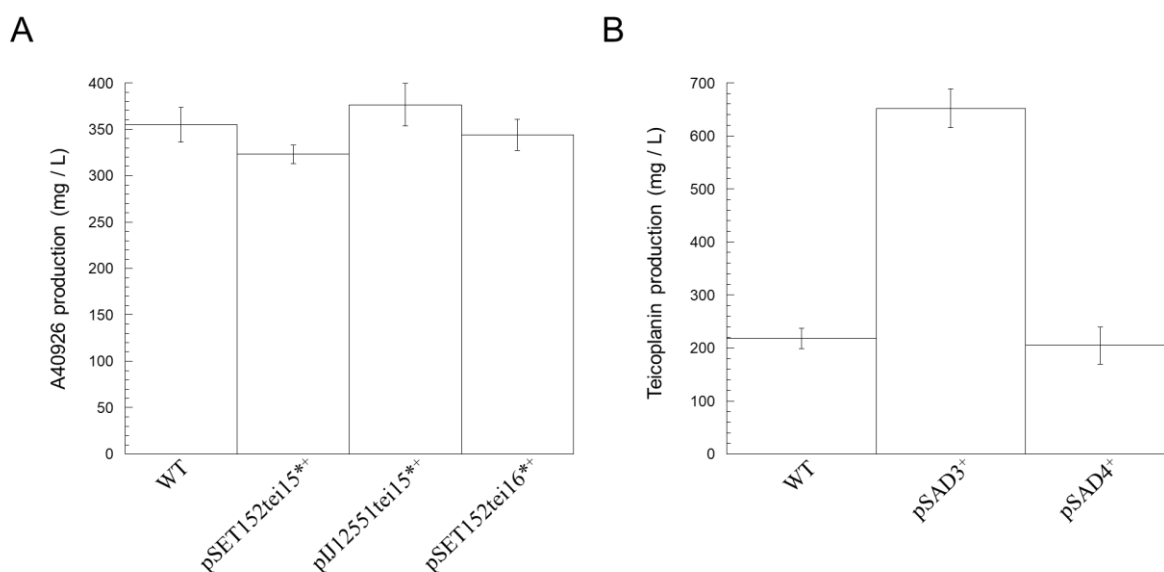 A
A40926 production (mg / L)
400
350
300
250
200
150
100
50
0
WT
pSET152tei15*+
pIJ12551tei15*+
pSET152tei16*+
B
Teicoplanin production (mg / L)
700
600
500
400
300
200
100
0
WT
pSAD3+
pSAD4+